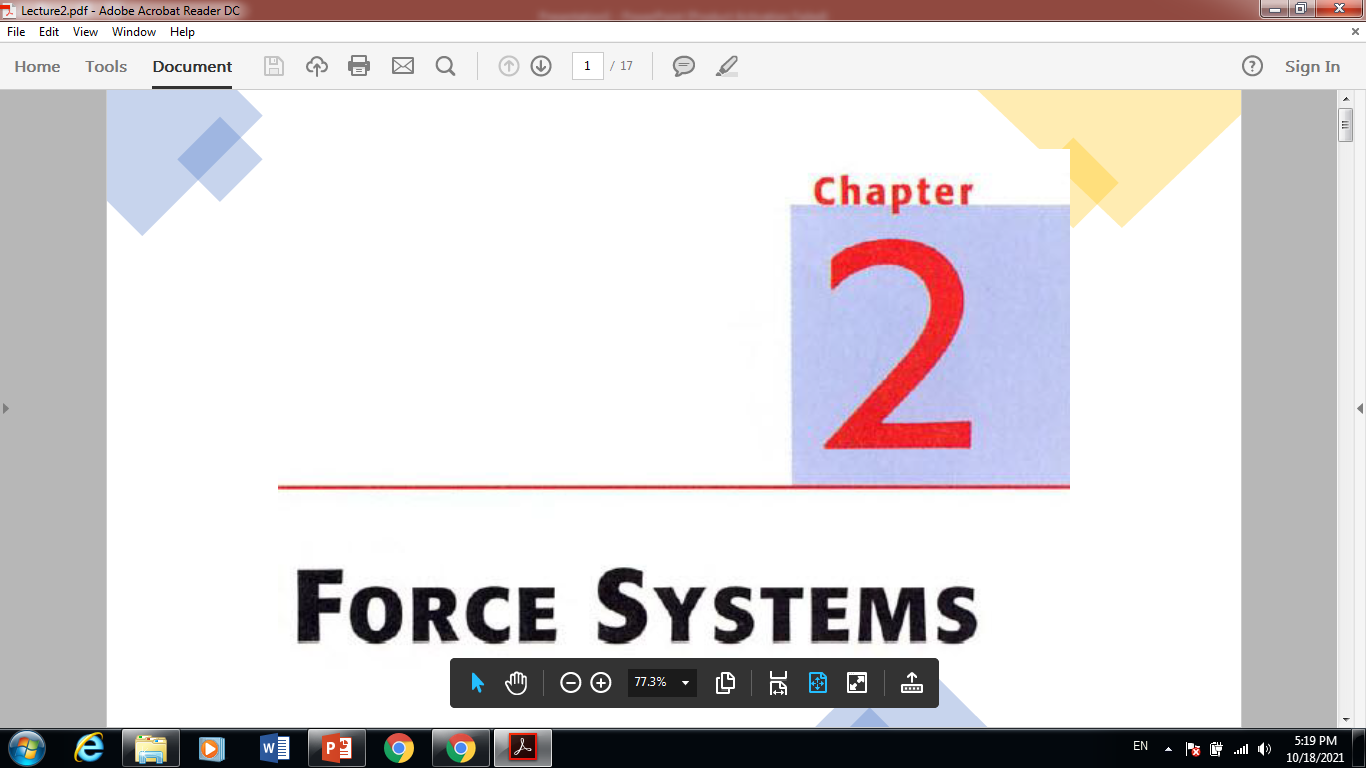 Lecture2.pdf - Adobe Acrobat Reader DC
File Edit View Window Help
Home Tools Document 1 / 17 Sign In
Chapter
2
FORCE SYSTEMS
77.3%
EN
5:19 PM
10/18/2021